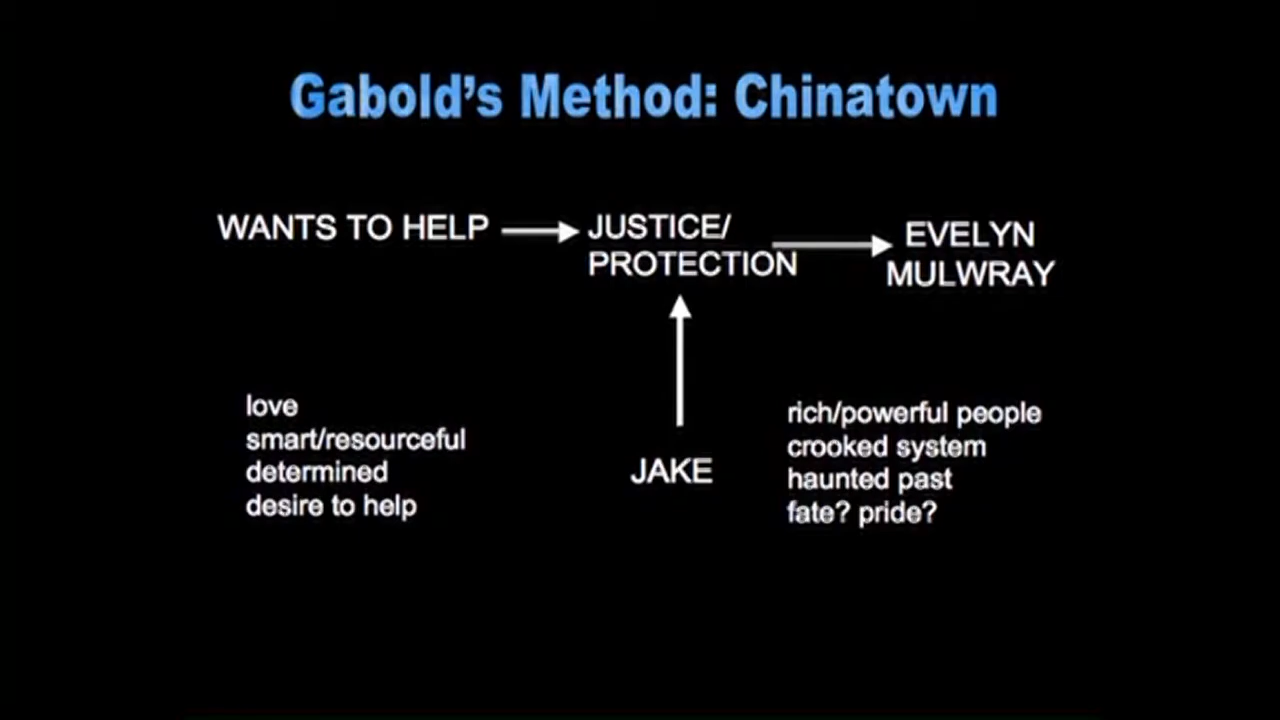 Gabold's Method: Chinatown
WANTS TO HELP
JUSTICE/
PROTECTION
EVELYN
MULWRAY
love
smart/resourceful
determined
desire to help
JAKE
rich/powerful people
crooked system
haunted past
fate? pride?